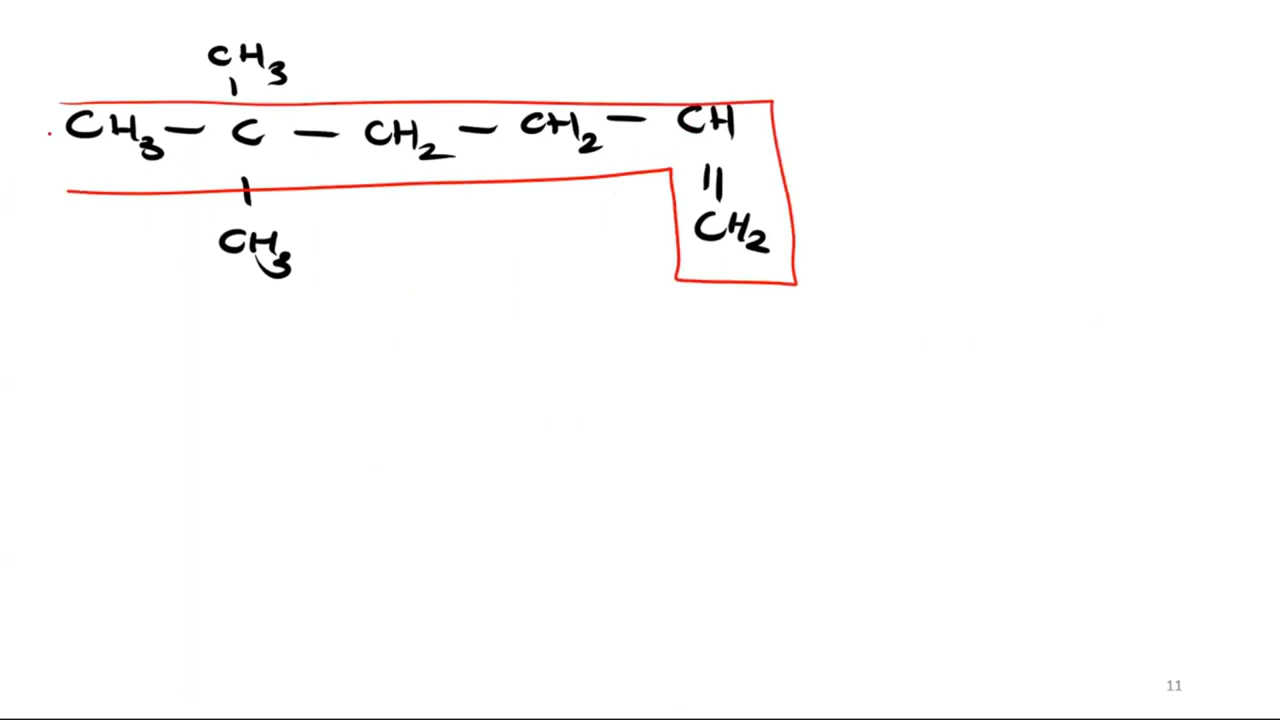 CH3
CH3 – C – CH2 – CH2 – CH
||
CH2
CH3
11